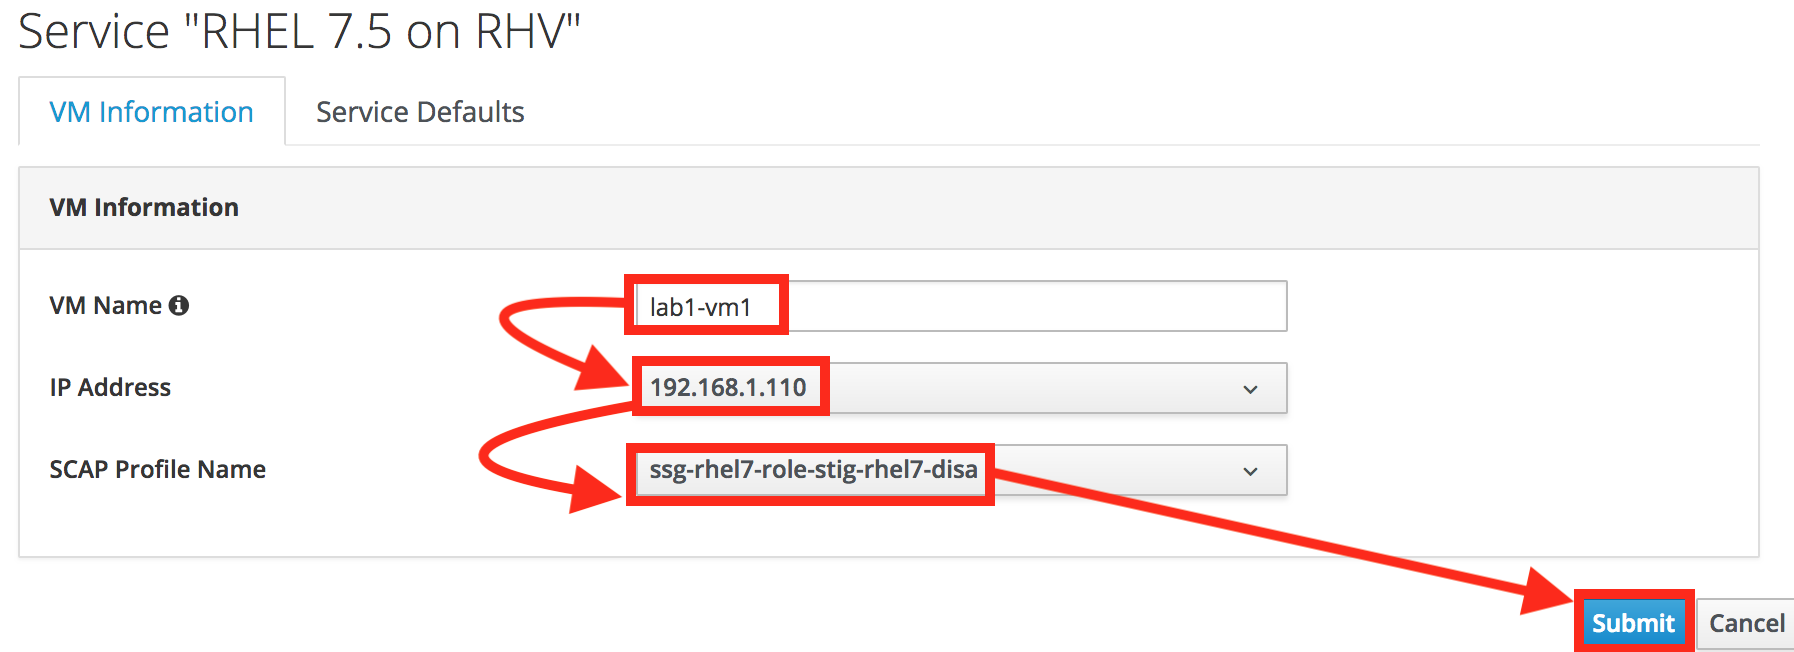 Service "RHEL 7.5 on RHV"
VM Information
Service Defaults
VM Information
VM Name
lab1-vm1
IP Address
192.168.1.110
SCAP Profile Name
ssg-rhel7-role-stig-rhel7-disa
Submit
Cancel